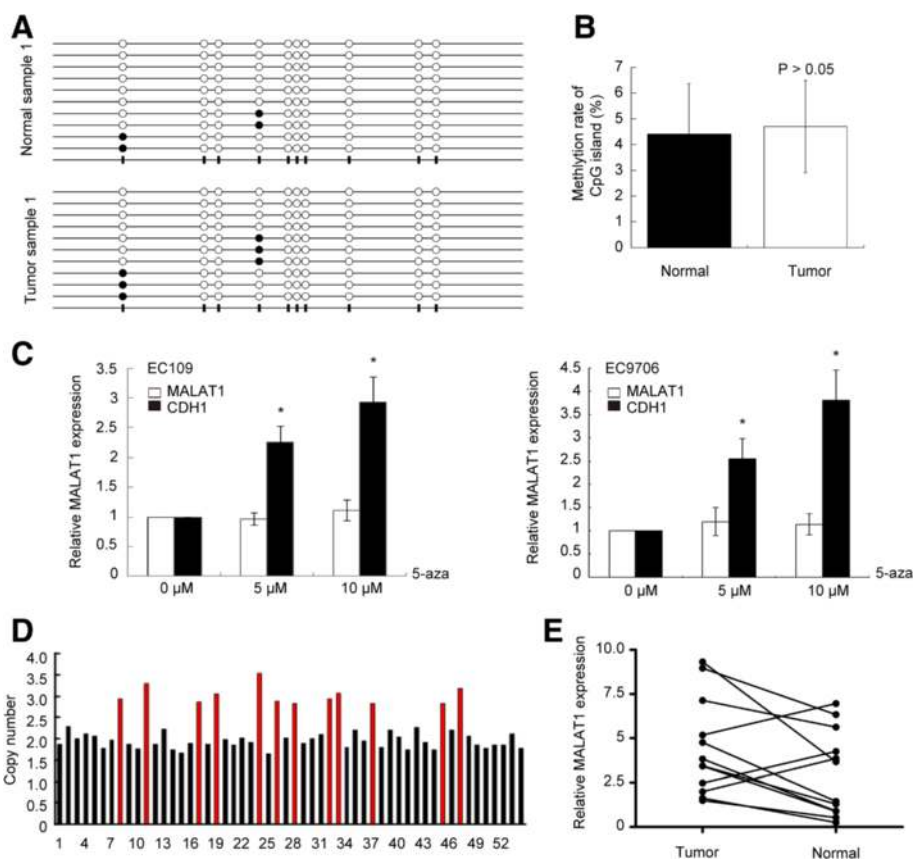 A
Normal sample 1
Tumor sample 1
B
Methlytion rate of
CpG island (%)
7
6
5
4
3
2
1
0
P > 0.05
Normal
Tumor
C
Relative MALAT1 expression
3.5
3
2.5
2
1.5
1
0.5
0
EC109
MALAT1
CDH1
*
*
0 μM
5 μM
10 μM
5-aza
Relative MALAT1 expression
4.5
3.5
2.5
1.5
1
0.5
EC9706
MALAT1
CDH1
*
*
0 μM
5 μM
10 μM
5-aza
D
Copy number
4.0
3.0
2.5
2.0
1.5
1.0
0.5
0
1 4 7 11 13 16 19 22 25 28 31 34 37 40 43 46 49 52
E
Relative MALAT1 expression
10.0
7.5
5.0
2.5
0
Tumor
Normal